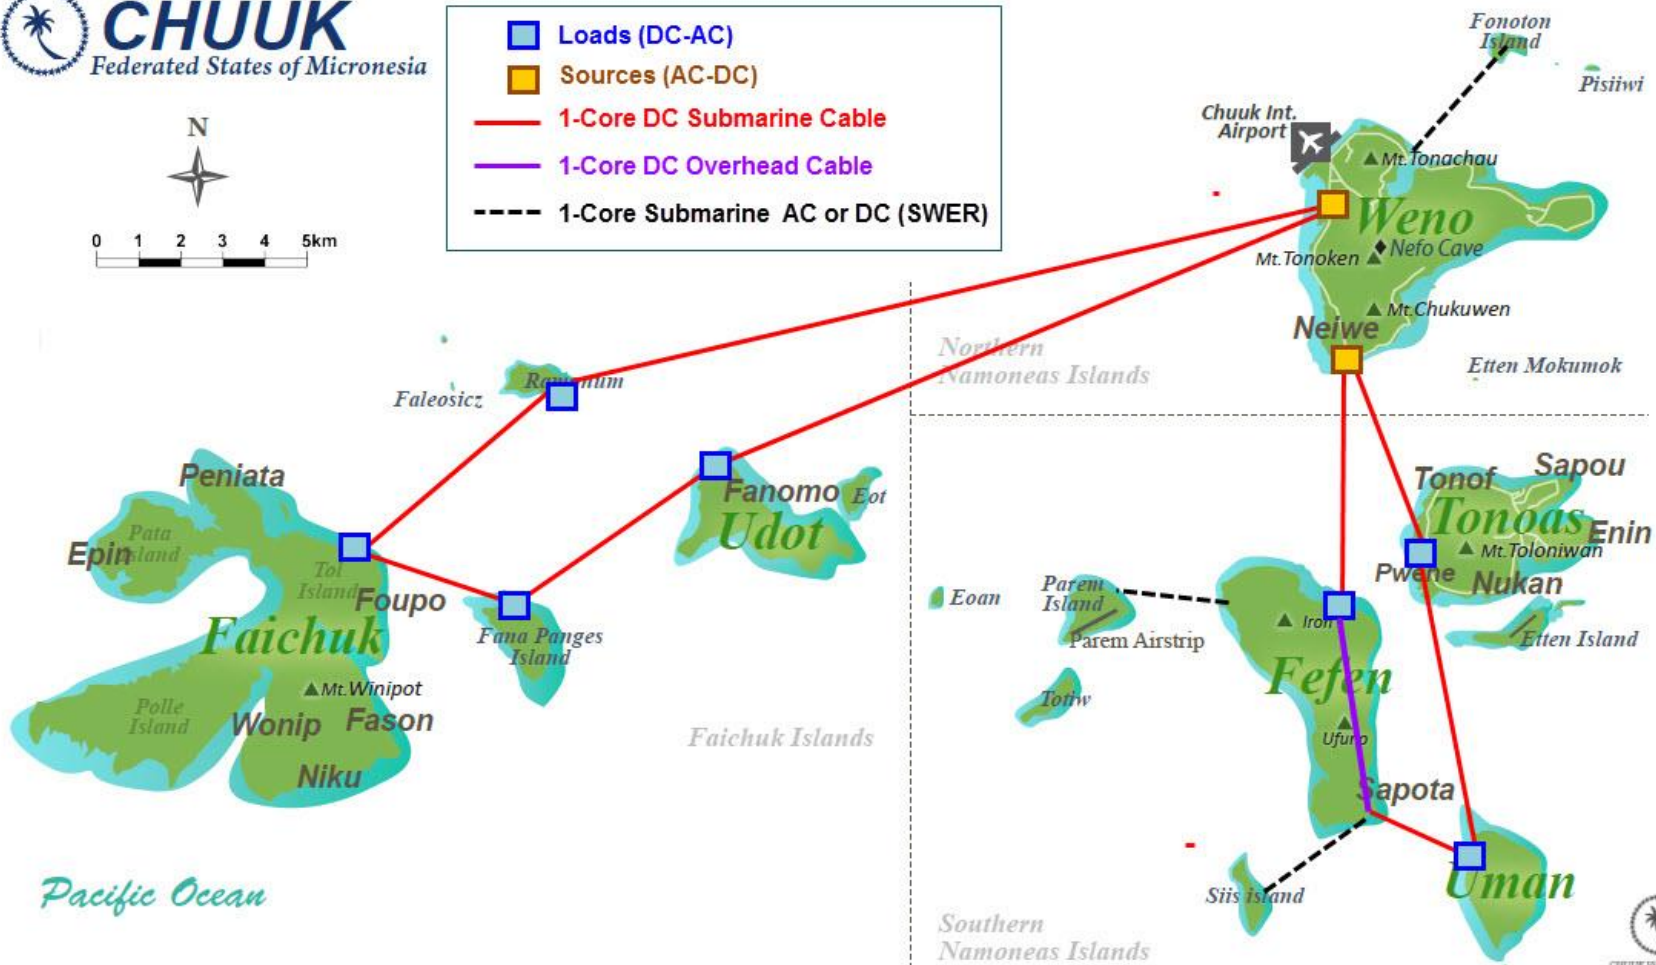 CHUUK
Federated States of Micronesia
N
0 1 2 3 4 5km
Loads (DC-AC)
Sources (AC-DC)
1-Core DC Submarine Cable
1-Core DC Overhead Cable
1-Core Submarine AC or DC (SWER)
Fonoton
Island
Pisiiwi
Chuuk Int.
Airport
Mt.Tonachau
Weno
Nefo Cave
Mt.Tonoken
Mt.Chukuwen
Neiwe
Etten Mokumok
Northern
Namoneas Islands
Faleosicz
Peniata
Pata
Island
Epin
Tol
Island
Foupo
Faichuk
Mt.Winipot
Polle
Island
Wonip
Fason
Niku
Fana Panges
Island
Fanomo
Eot
Udot
Faichuk Islands
Pacific Ocean
Tonof
Sapou
Tonoas
Enin
Mt.Toloniwan
Pwene
Nukan
Etten Island
Eoan
Parem
Island
Parem Airstrip
Totiw
Iron
Fefen
Ufuno
Sapota
Siis island
Uman
Southern
Namoneas Islands